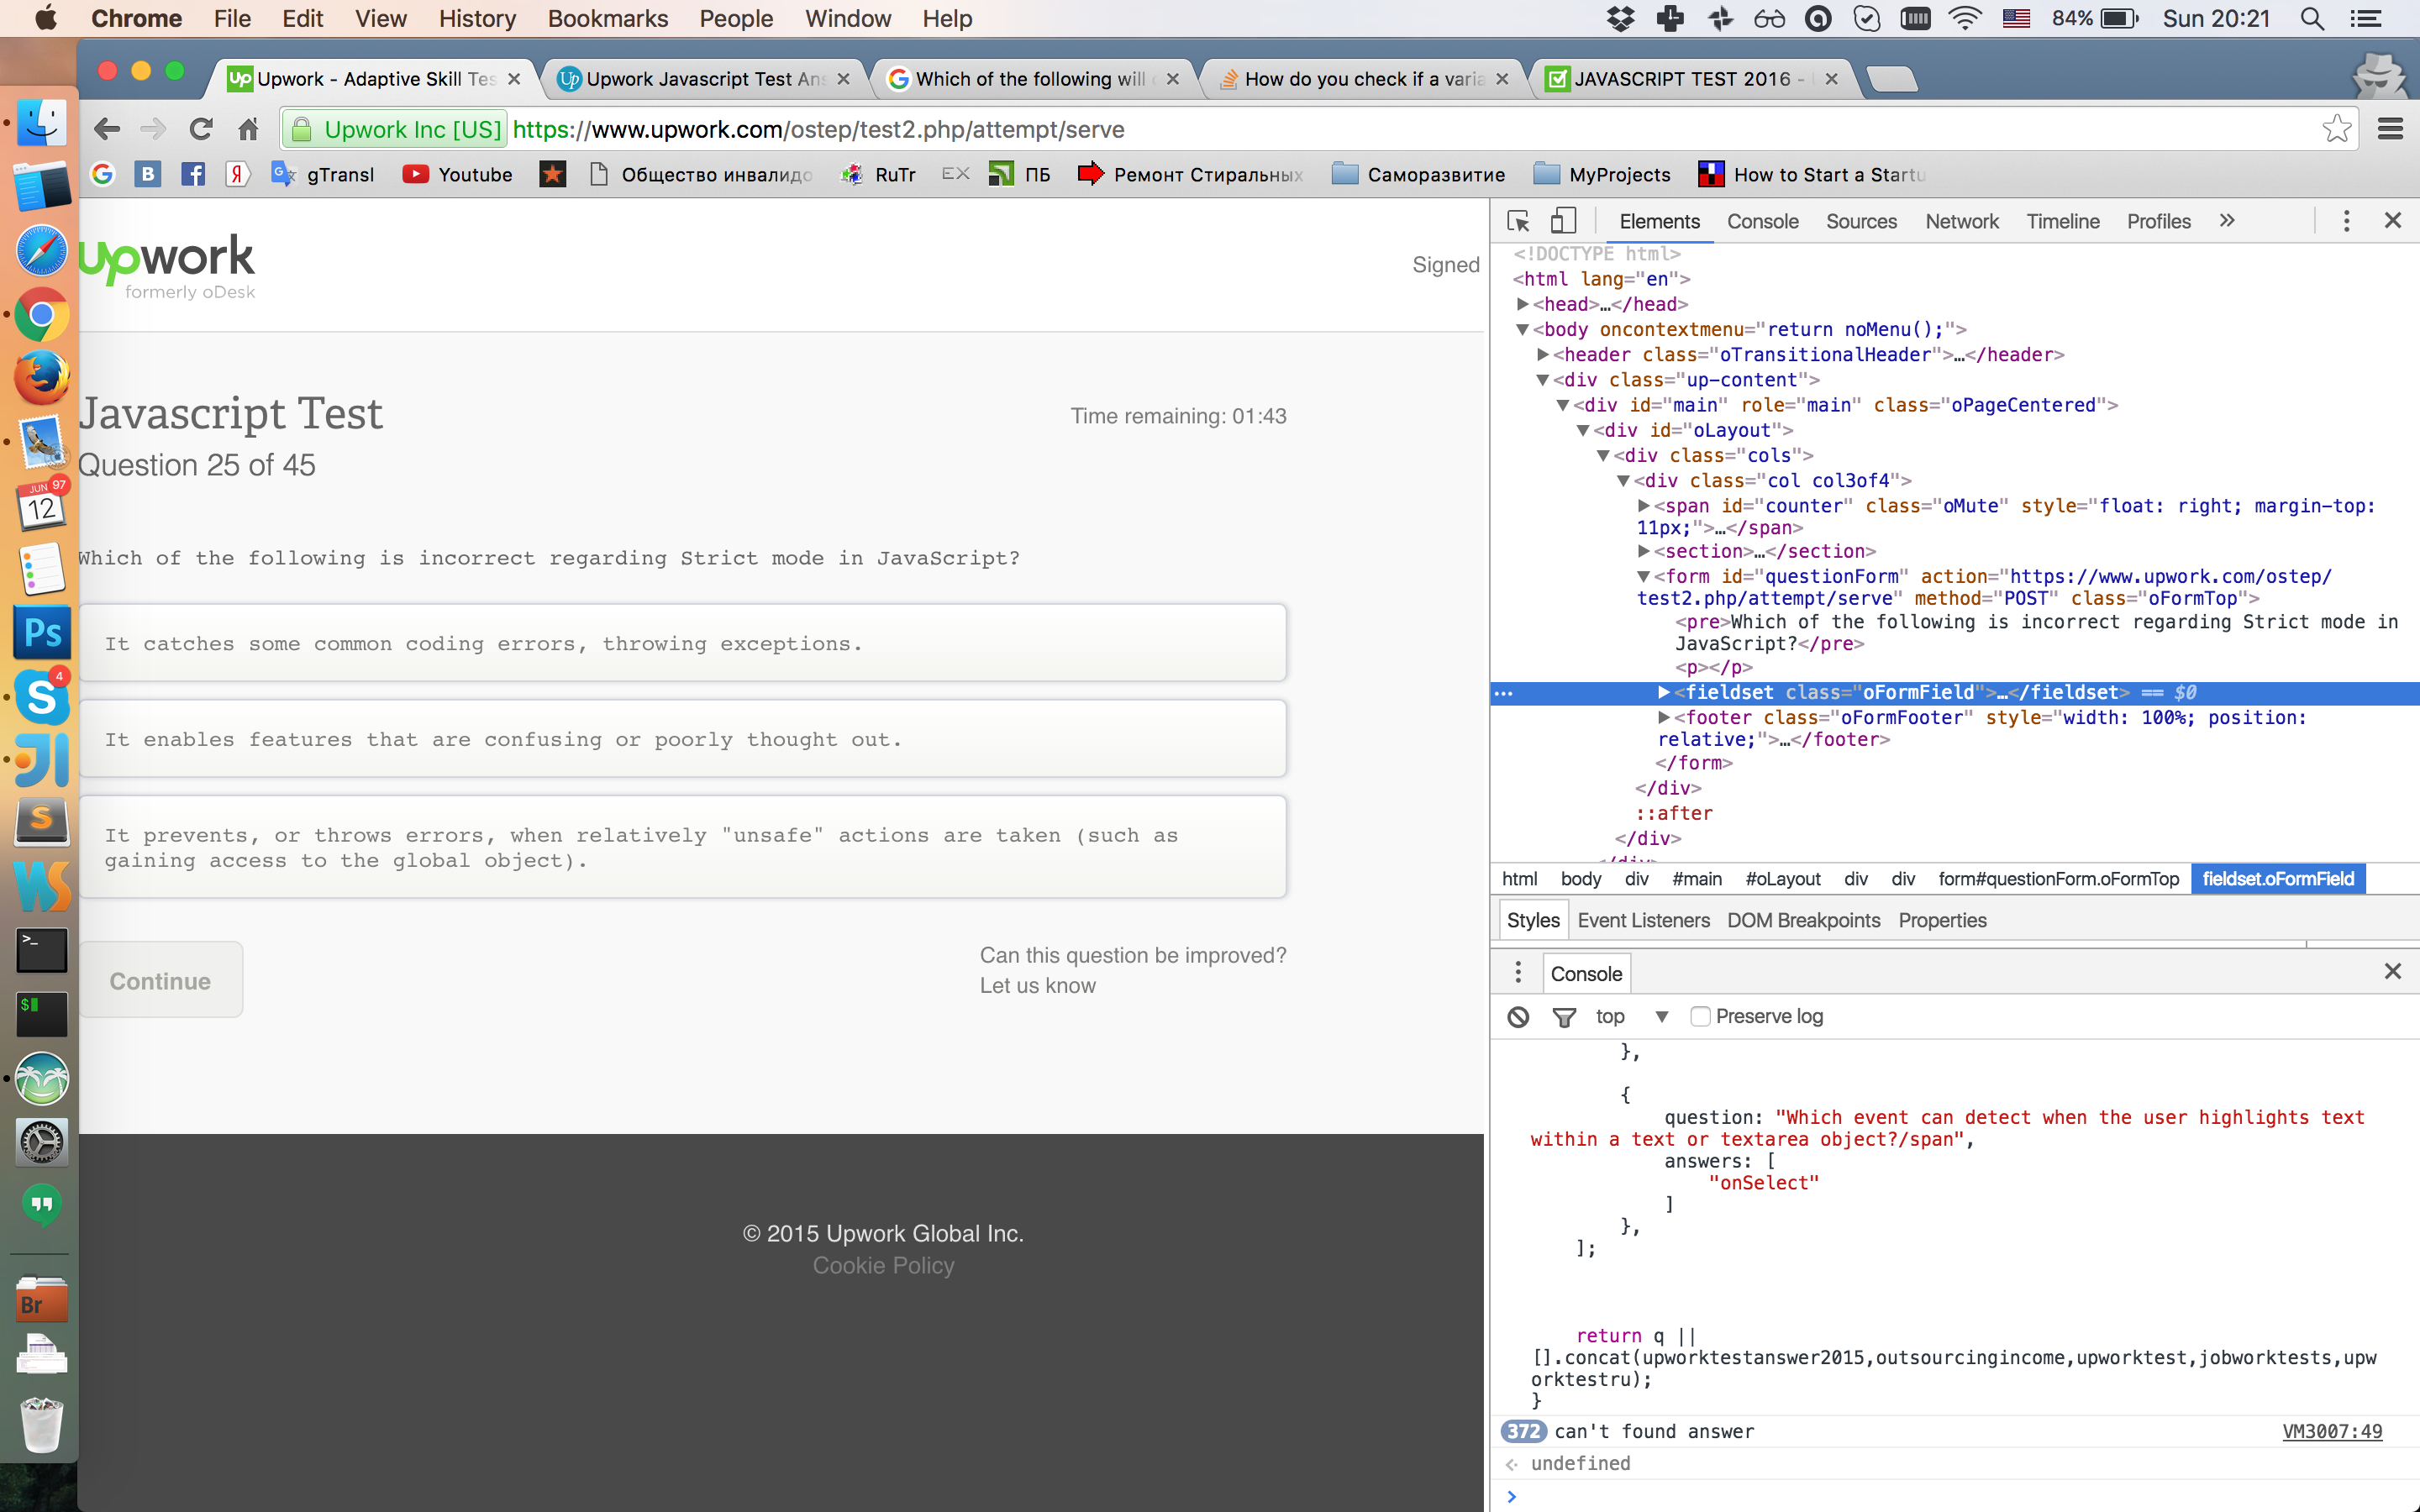 Chrome File Edit View History Bookmarks People Window Help 84% Sun 20:21
Upwork - Adaptive Skill Tes Upwork Javascript Test Ans Which of the following will How do you check if a varia JAVASCRIPT TEST 2016 -
Upwork Inc [US] https://www.upwork.com/ostep/test2.php/attempt/serve
gTransl Youtube Общество инвалидо RuTr EX ПБ Ремонт Стиральных Саморазвитие MyProjects How to Start a Startu
upwork
formerly oDesk
Signed
Javascript Test
Time remaining: 01:43
Question 25 of 45
Which of the following is incorrect regarding Strict mode in JavaScript?
It catches some common coding errors, throwing exceptions.
It enables features that are confusing or poorly thought out.
It prevents, or throws errors, when relatively "unsafe" actions are taken (such as
gaining access to the global object).
Continue
Can this question be improved?
Let us know
© 2015 Upwork Global Inc.
Cookie Policy
Elements Console Sources Network Timeline Profiles »
<!DOCTYPE html>
<html lang="en">
<head>…</head>
<body oncontextmenu="return noMenu();">
<header class="oTransitionalHeader">…</header>
<div class="up-content">
<div id="main" role="main" class="oPageCentered">
<div id="oLayout">
<div class="cols">
<div class="col col3of4">
<span id="counter" class="oMute" style="float: right; margin-top:
11px;">…</span>
<section>…</section>
<form id="questionForm" action="https://www.upwork.com/ostep/
test2.php/attempt/serve" method="POST" class="oFormTop">
<pre>Which of the following is incorrect regarding Strict mode in
JavaScript?</pre>
<p></p>
<fieldset class="oFormField">…</fieldset> == $0
<footer class="oFormFooter" style="width: 100%; position:
relative;">…</footer>
</form>
</div>
::after
</div>
</div>
html body div #main #oLayout div div form#questionForm.oFormTop fieldset.oFormField
Styles Event Listeners DOM Breakpoints Properties
Console
top Preserve log
},
{
question: "Which event can detect when the user highlights text
within a text or textarea object?/span",
answers: [
"onSelect"
]
},
];
return q ||
[].concat(upworktestanswer2015,outsourcingincome,upworktest,jobworktests,upw
orktestru);
}
372 can't found answer VM3007:49
undefined
JUN 97
12
Ps
4
Br